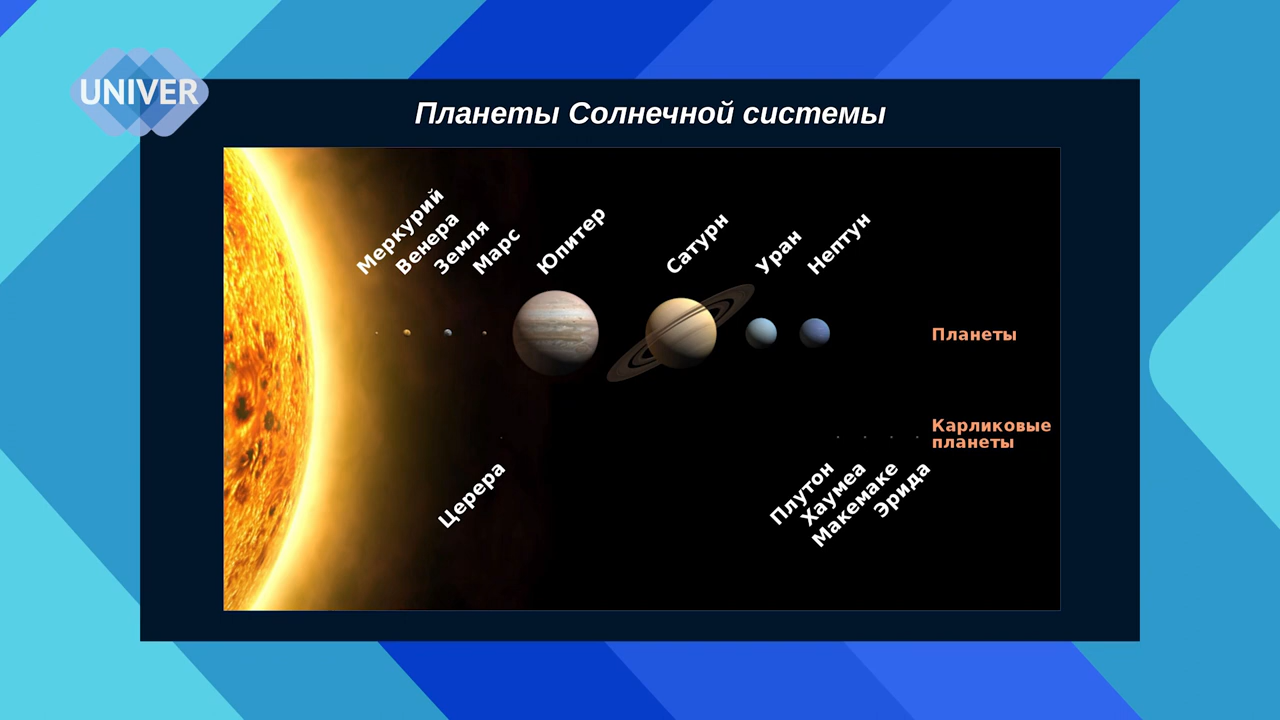 UNIVER
Планеты Солнечной системы
Меркурий
Венера
Земля
Марс
Юпитер
Сатурн
Уран
Нептун
Планеты
Карликовые
планеты
Церера
Плутон
Хаумеа
Макемаке
Эрида